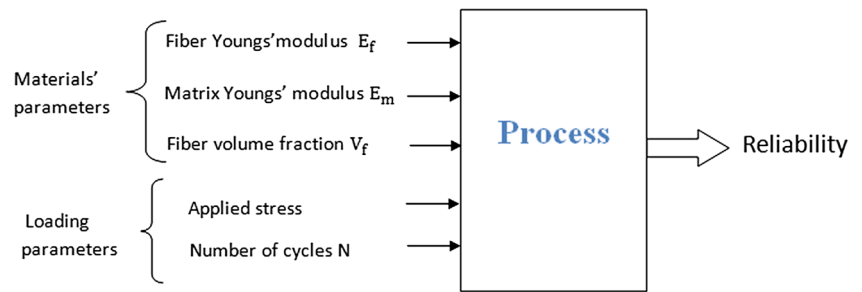 Materials'
parameters
Fiber Youngs'modulus E_f
Matrix Youngs' modulus E_m
Fiber volume fraction V_f
Loading
parameters
Applied stress
Number of cycles N
Process
Reliability